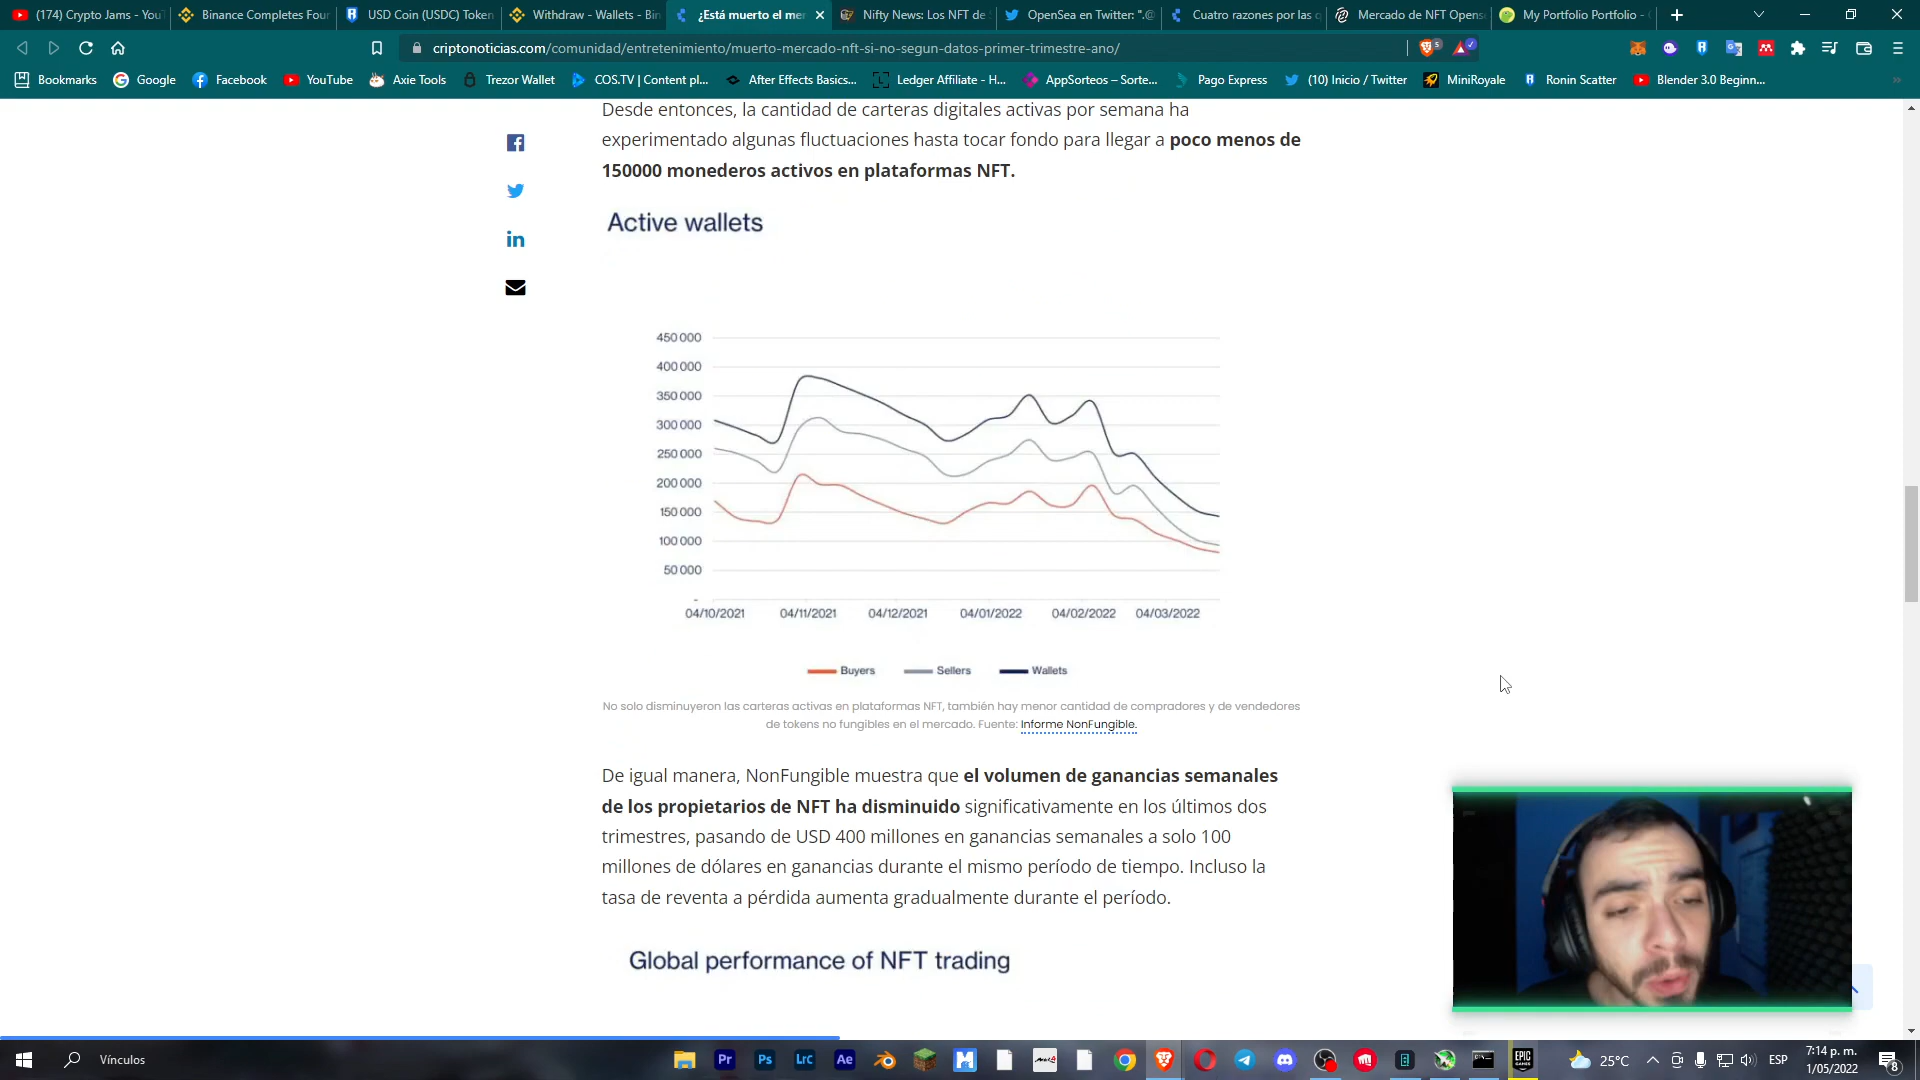 (174) Crypto Jams - You
Binance Completes Four
USD Coin (USDC) Token
Withdraw - Wallets - Bin
¿Está muerto el mer
Nifty News: Los NFT de
OpenSea en Twitter: ".@
Cuatro razones por las q
Mercado de NFT Opens
My Portfolio Portfolio -
criptonoticias.com/comunidad/entretenimiento/muerto-mercado-nft-si-no-segun-datos-primer-trimestre-ano/
Bookmarks
Google
Facebook
YouTube
Axie Tools
Trezor Wallet
COS.TV | Content pl...
After Effects Basics...
Ledger Affiliate - H...
AppSorteos – Sorte...
Pago Express
(10) Inicio / Twitter
MiniRoyale
Ronin Scatter
Blender 3.0 Beginn...
Desde entonces, la cantidad de carteras digitales activas por semana ha
experimentado algunas fluctuaciones hasta tocar fondo para llegar a poco menos de
150000 monederos activos en plataformas NFT.
Active wallets
450 000
400 000
350 000
300 000
250 000
200 000
150 000
100 000
50 000
-
04/10/2021
04/11/2021
04/12/2021
04/01/2022
04/02/2022
04/03/2022
Buyers
Sellers
Wallets
No solo disminuyeron las carteras activas en plataformas NFT, también hay menor cantidad de compradores y de vendedores
de tokens no fungibles en el mercado. Fuente: Informe NonFungible.
De igual manera, NonFungible muestra que el volumen de ganancias semanales
de los propietarios de NFT ha disminuido significativamente en los últimos dos
trimestres, pasando de USD 400 millones en ganancias semanales a solo 100
millones de dólares en ganancias durante el mismo período de tiempo. Incluso la
tasa de reventa a pérdida aumenta gradualmente durante el período.
Global performance of NFT trading
Vínculos
Pr
Ps
LrC
Ae
EPIC
GAMES
25°C
ESP
7:14 p. m.
1/05/2022
8